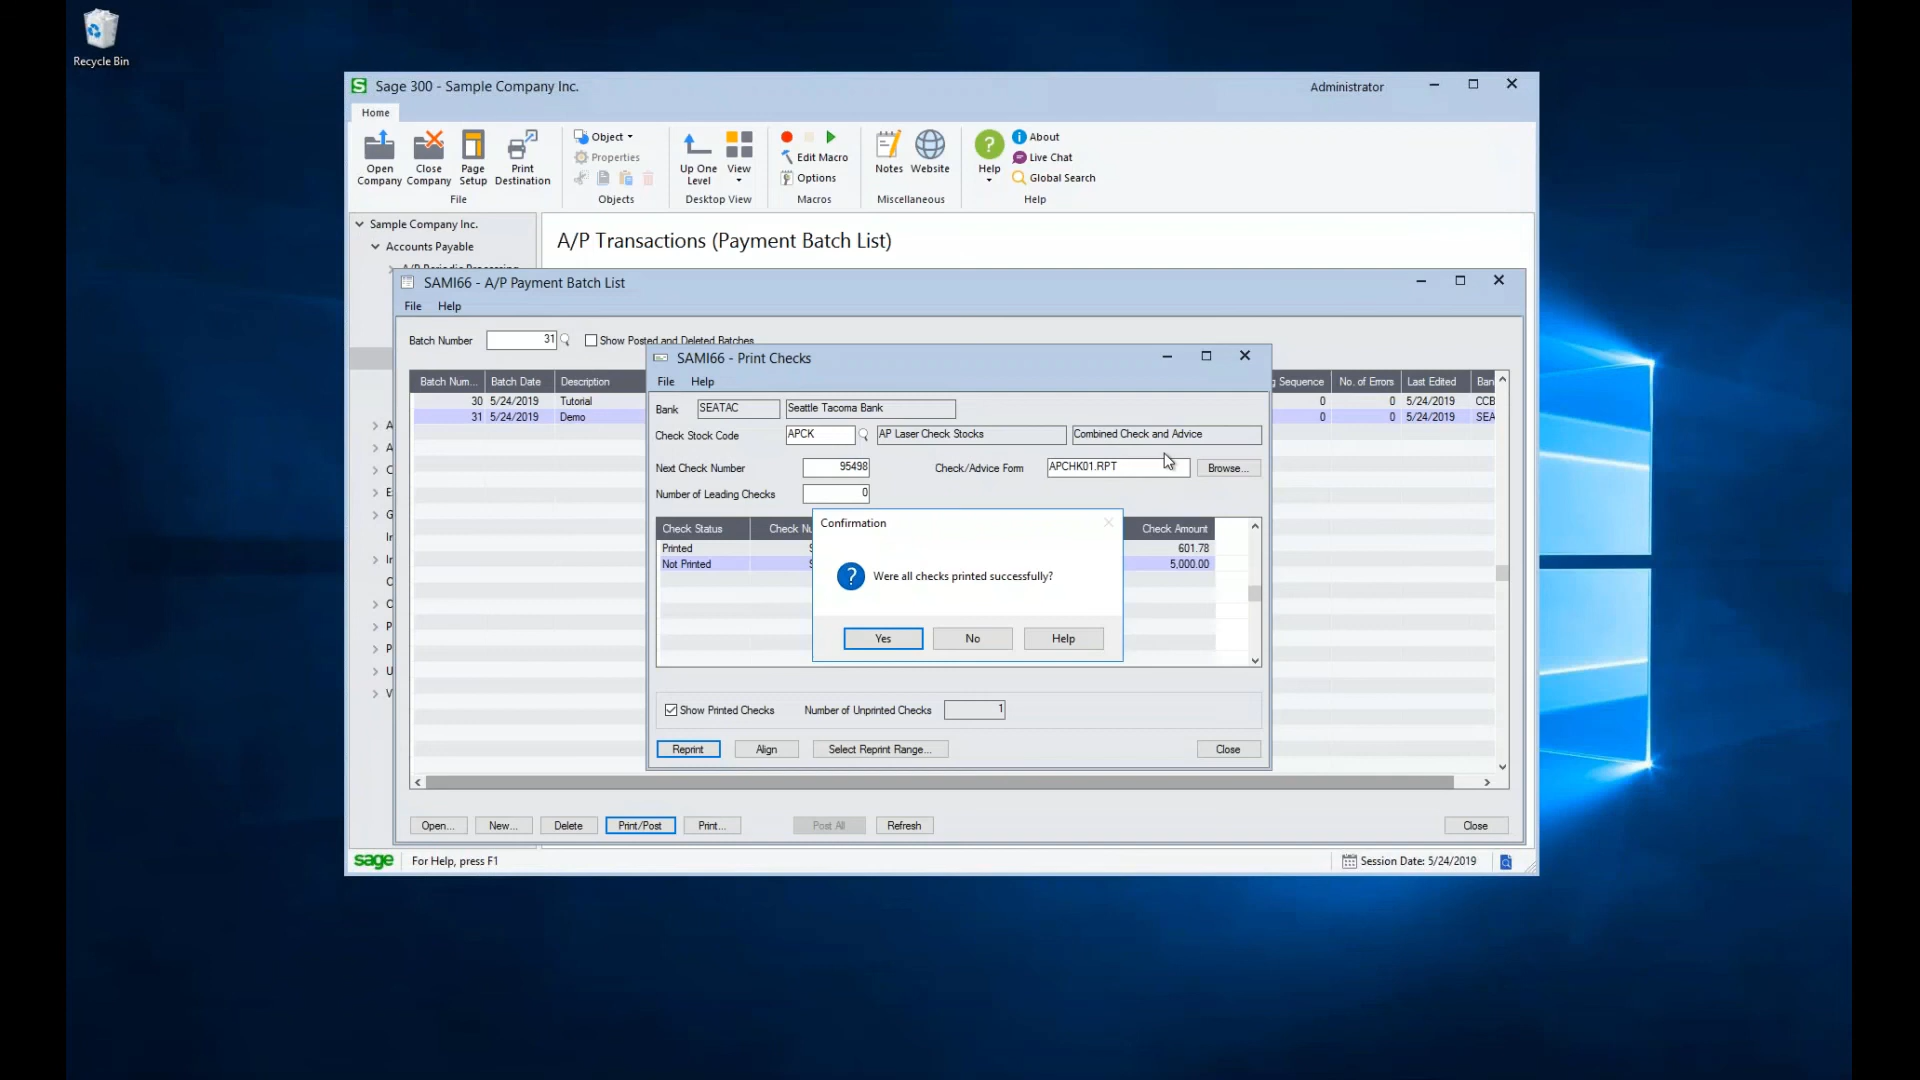 Recycle Bin
Sage 300 - Sample Company Inc.
Administrator
Home
Open Company
Close Company
Page Setup
Print Destination
File
Object
Properties
Objects
Up One Level
View
Desktop View
Edit Macro
Options
Macros
Notes
Website
Miscellaneous
Help
About
Live Chat
Global Search
Help
Sample Company Inc.
Accounts Payable
A/P Transactions (Payment Batch List)
SAMI66 - A/P Payment Batch List
File Help
Batch Number 31 Show Posted and Deleted Batches
Batch Num... Batch Date Description Sequence No. of Errors Last Edited Ban
30 5/24/2019 Tutorial 0 0 5/24/2019 CCB
31 5/24/2019 Demo 0 0 5/24/2019 SEA
SAMI66 - Print Checks
File Help
Bank SEATAC Seattle Tacoma Bank
Check Stock Code APCK AP Laser Check Stocks Combined Check and Advice
Next Check Number 95498 Check/Advice Form APCHK01.RPT Browse...
Number of Leading Checks 0
Check Status Check Nu Check Amount
Printed 601.78
Not Printed 5,000.00
Confirmation
? Were all checks printed successfully?
Yes No Help
Show Printed Checks Number of Unprinted Checks 1
Reprint Align Select Reprint Range... Close
Open... New... Delete Print/Post Print... Post All Refresh Close
sage For Help, press F1 Session Date: 5/24/2019